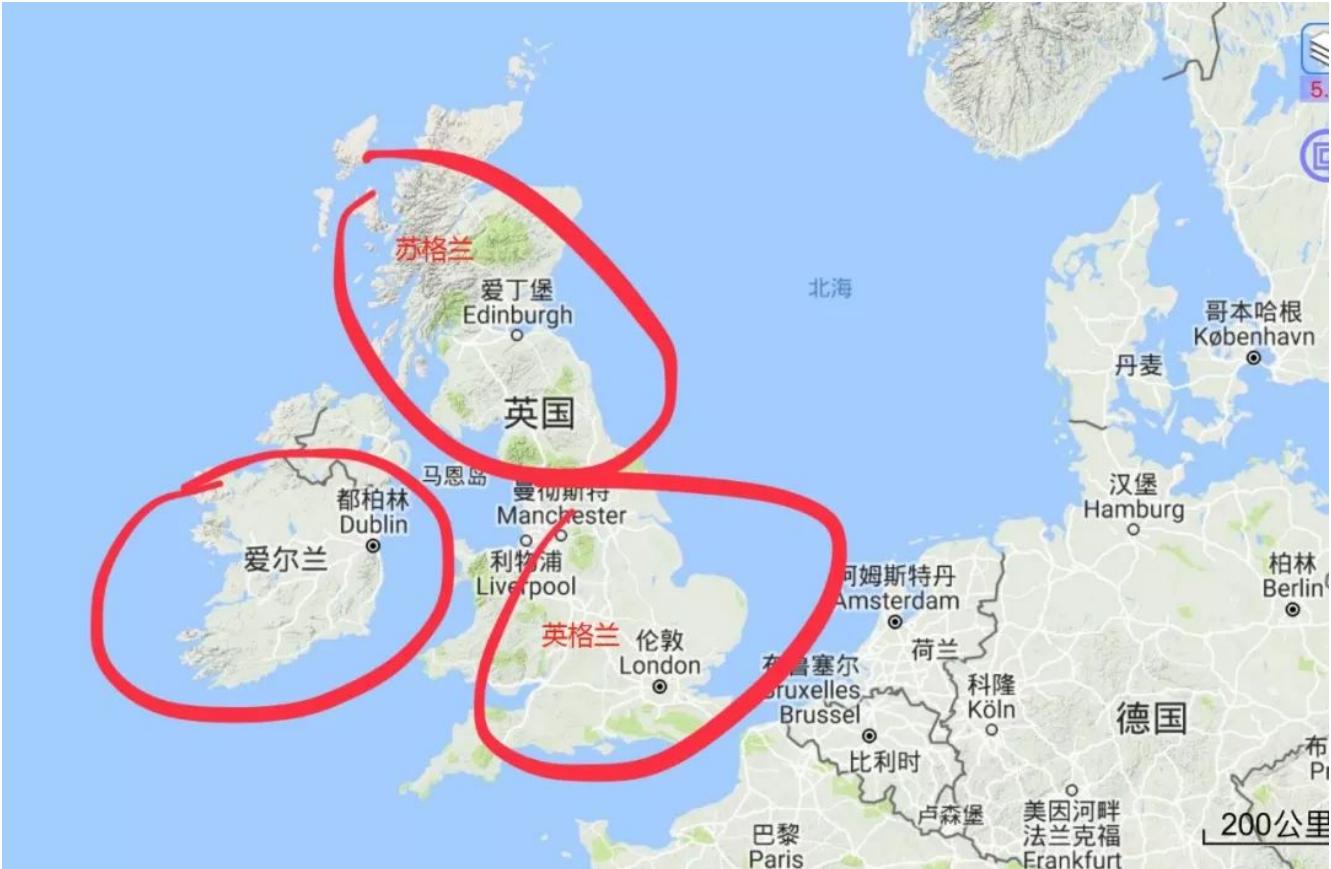 5.
苏格兰
爱丁堡
Edinburgh
北海
哥本哈根
København
丹麦
英国
马恩岛
曼彻斯特
Manchester
都柏林
Dublin
爱尔兰
利物浦
Liverpool
汉堡
Hamburg
柏林
Berlin
阿姆斯特丹
Amsterdam
英格兰
伦敦
London
荷兰
布鲁塞尔
Bruxelles
Brussel
科隆
Köln
德国
比利时
卢森堡
美因河畔
法兰克福
Frankfurt
布
Pr
200公里
巴黎
Paris